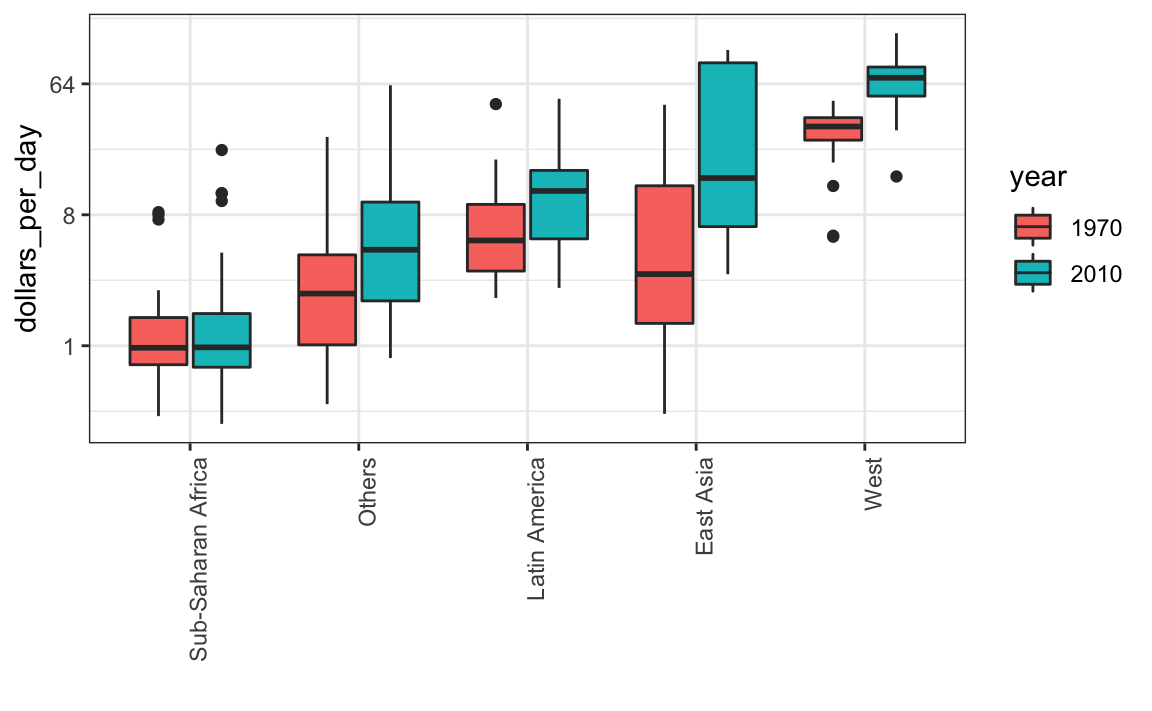 dollars_per_day
64
8
1
Sub-Saharan Africa
Others
Latin America
East Asia
West
year
1970
2010